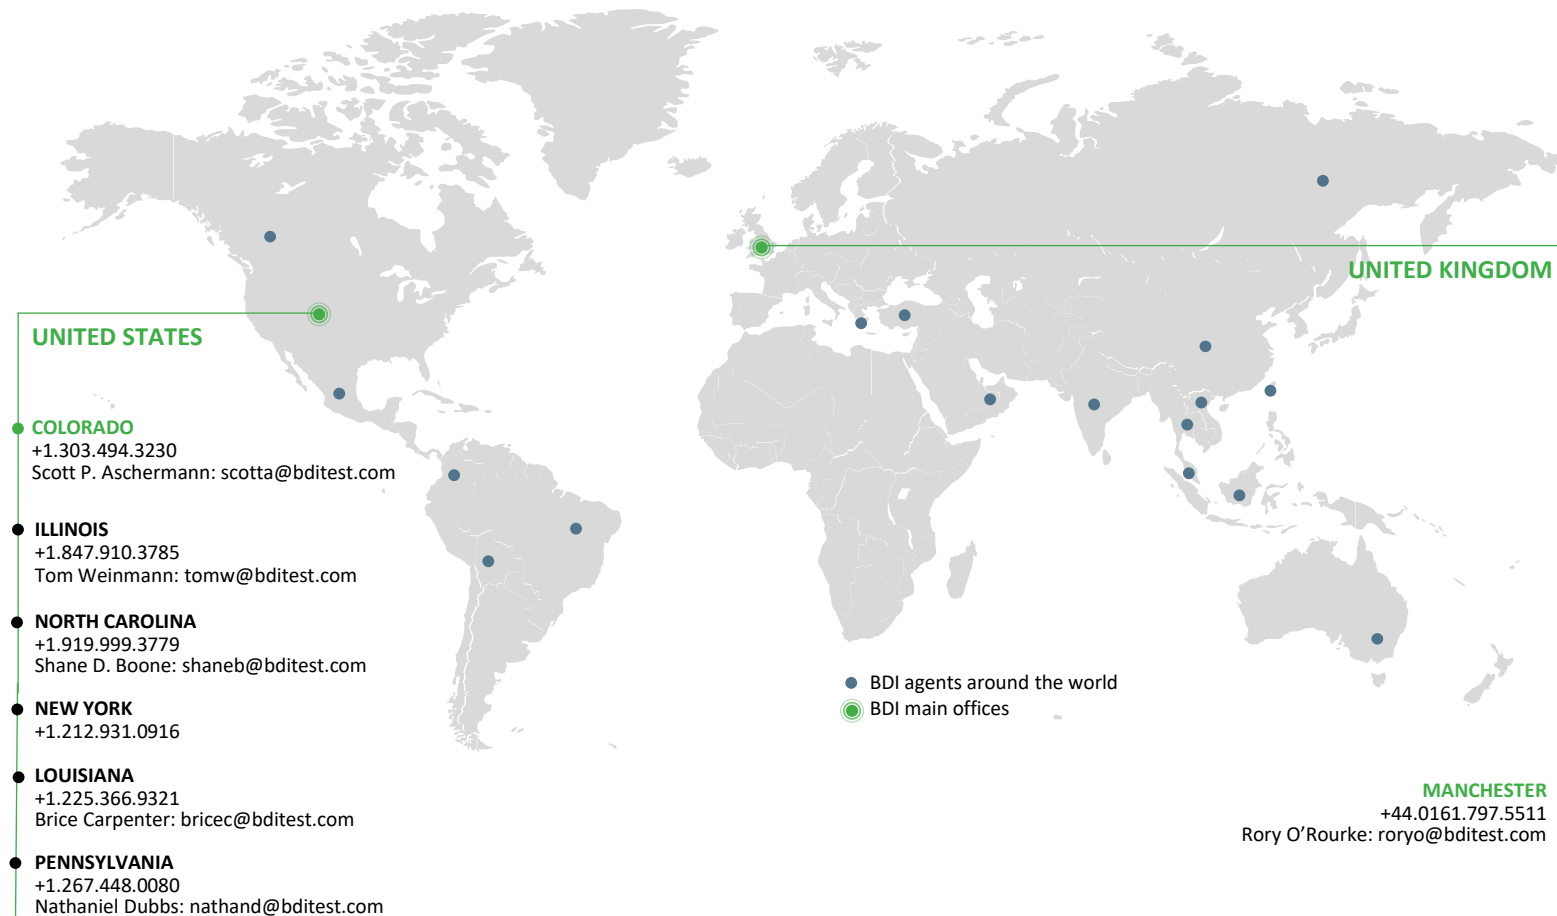 UNITED STATES
COLORADO
+1.303.494.3230
Scott P. Aschermann: scotta@bditest.com
ILLINOIS
+1.847.910.3785
Tom Weinmann: tomw@bditest.com
NORTH CAROLINA
+1.919.999.3779
Shane D. Boone: shaneb@bditest.com
NEW YORK
+1.212.931.0916
LOUISIANA
+1.225.366.9321
Brice Carpenter: bricec@bditest.com
PENNSYLVANIA
+1.267.448.0080
Nathaniel Dubbs: nathand@bditest.com
BDI agents around the world
BDI main offices
UNITED KINGDOM
MANCHESTER
+44.0161.797.5511
Rory O’Rourke: roryo@bditest.com